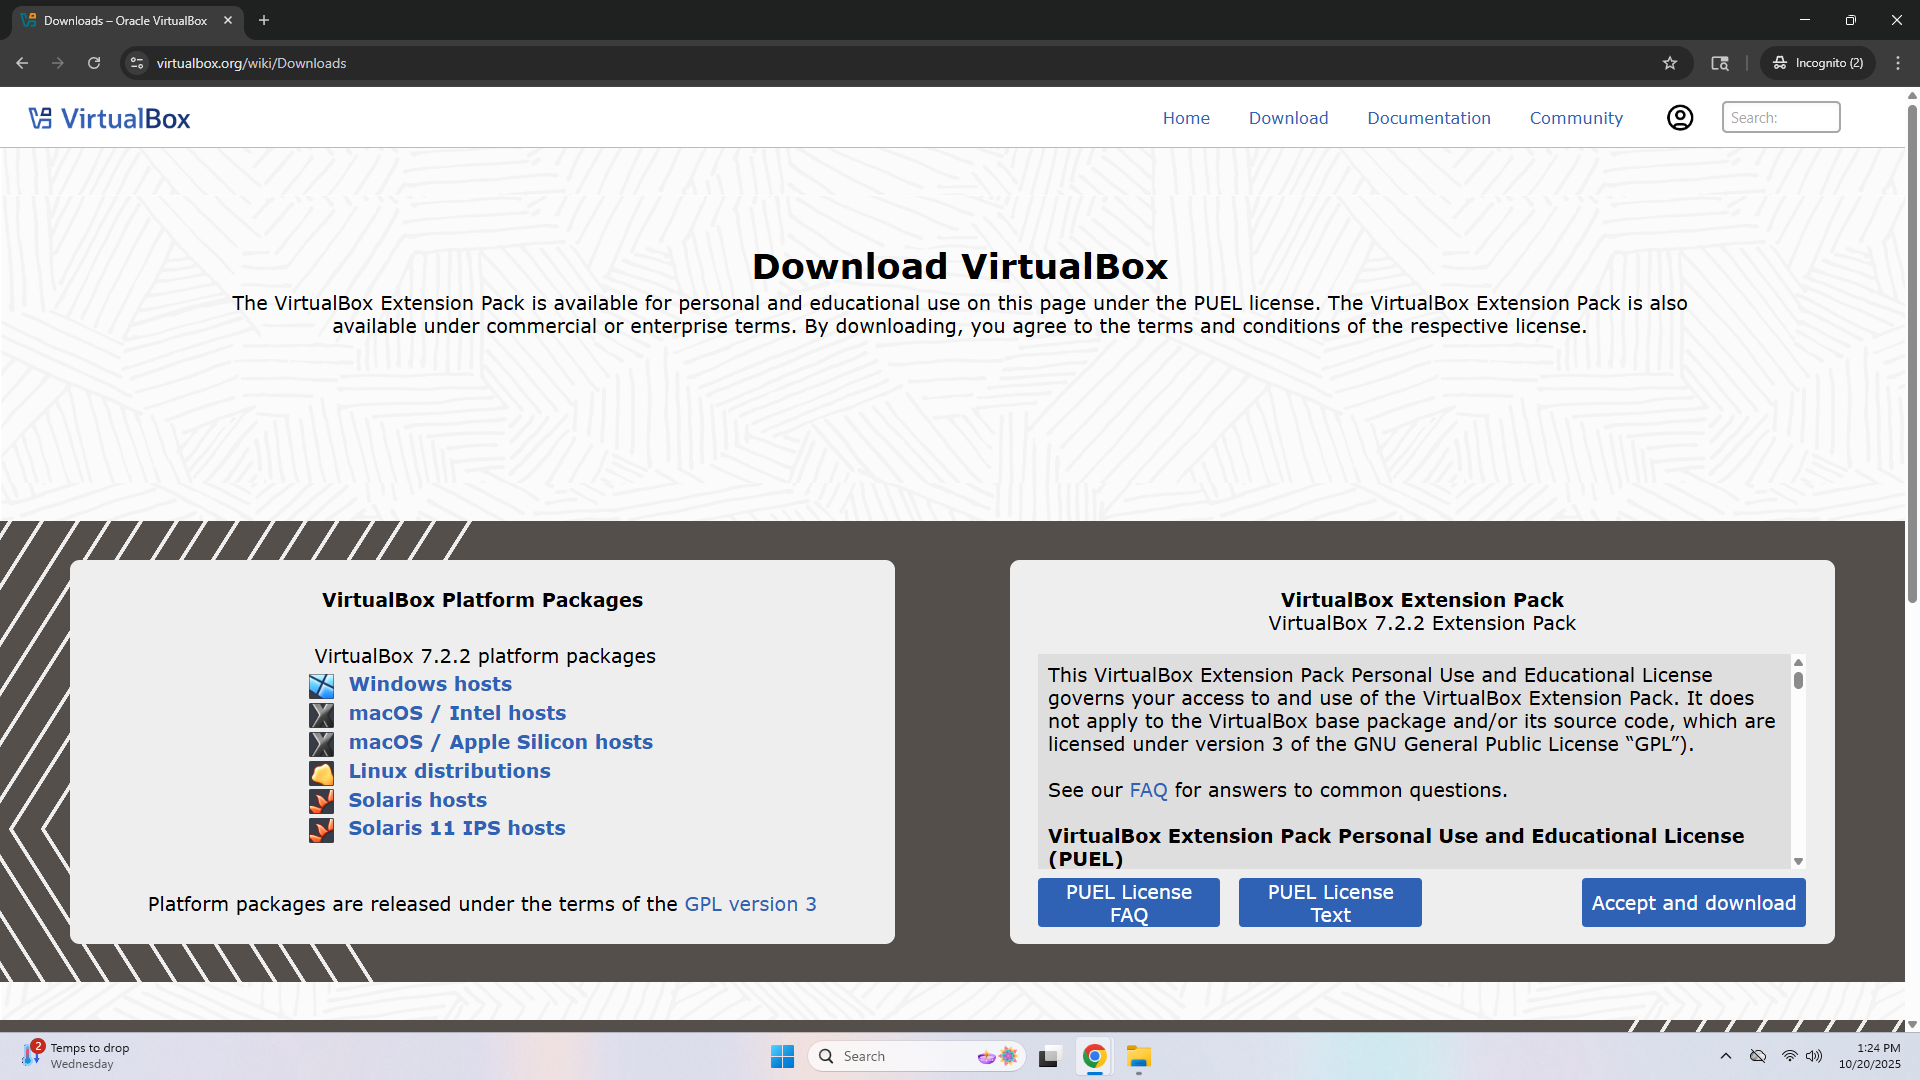 Downloads – Oracle VirtualBox
virtualbox.org/wiki/Downloads
Incognito (2)
VirtualBox
Home
Download
Documentation
Community
Search:
Download VirtualBox
The VirtualBox Extension Pack is available for personal and educational use on this page under the PUEL license. The VirtualBox Extension Pack is also
available under commercial or enterprise terms. By downloading, you agree to the terms and conditions of the respective license.
VirtualBox Platform Packages
VirtualBox 7.2.2 platform packages
Windows hosts
macOS / Intel hosts
macOS / Apple Silicon hosts
Linux distributions
Solaris hosts
Solaris 11 IPS hosts
Platform packages are released under the terms of the GPL version 3
VirtualBox Extension Pack
VirtualBox 7.2.2 Extension Pack
This VirtualBox Extension Pack Personal Use and Educational License
governs your access to and use of the VirtualBox Extension Pack. It does
not apply to the VirtualBox base package and/or its source code, which are
licensed under version 3 of the GNU General Public License “GPL”).
See our FAQ for answers to common questions.
VirtualBox Extension Pack Personal Use and Educational License
(PUEL)
PUEL License
FAQ
PUEL License
Text
Accept and download
2
Temps to drop
Wednesday
Search
1:24 PM
10/20/2025